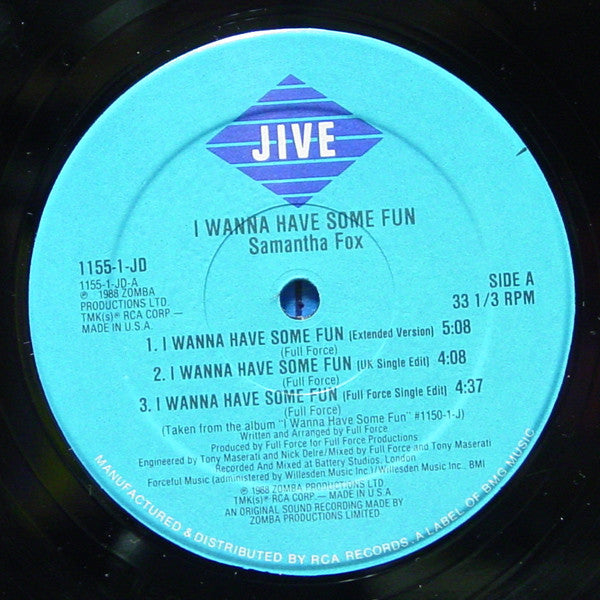 JIVE
I WANNA HAVE SOME FUN
Samantha Fox
1155-1-JD
1155-1-JD-A
℗ 1988 ZOMBA
PRODUCTIONS LTD.
TMK(s)® RCA CORP —
MADE IN U.S.A.
SIDE A
33 1/3 RPM
1. I WANNA HAVE SOME FUN (Extended Version) 5:08
(Full Force)
2. I WANNA HAVE SOME FUN (UK Single Edit) 4:08
(Full Force)
3. I WANNA HAVE SOME FUN (Full Force Single Edit) 4:37
(Full Force)
(Taken from the album "I Wanna Have Some Fun" #1150-1-J)
Written and Arranged by Full Force
Produced by Full Force for Full Force Productions.
Engineered by Tony Maserati and Nick Delre/Mixed by Full Force and Tony Maserati
Recorded And Mixed at Battery Studios, London.
Forceful Music (administered by Willesden Music Inc.)/Willesden Music Inc., BMI
℗ 1988 ZOMBA PRODUCTIONS LTD.
TMK(s)® RCA CORP. — MADE IN U.S.A
AN ORIGINAL SOUND RECORDING MADE BY
ZOMBA PRODUCTIONS LIMITED
MANUFACTURED & DISTRIBUTED BY RCA RECORDS. A LABEL OF BMG MUSIC